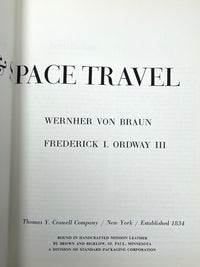 & SPACE TRAVEL
WERNHER VON BRAUN
FREDERICK I. ORDWAY III
Thomas Y. Crowell Company / New York / Established 1834
BOUND IN HANDCRAFTED MISSION LEATHER
BY BROWN AND BIGELOW, ST. PAUL, MINNESOTA
A DIVISION OF STANDARD PACKAGING CORPORATION